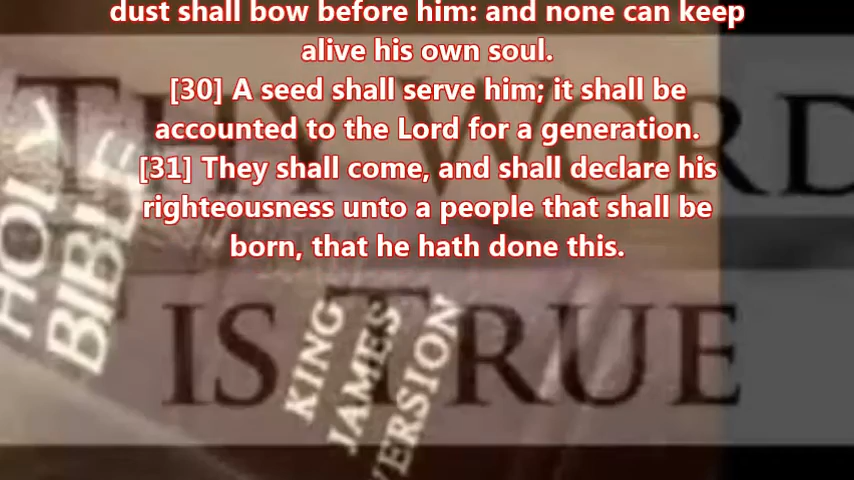 dust shall bow before him: and none can keep
alive his own soul.
[30] A seed shall serve him; it shall be
accounted to the Lord for a generation.
[31] They shall come, and shall declare his
righteousness unto a people that shall be
born, that he hath done this.
THY WORD
IS TRUE
HOLY
BIBLE
KING
JAMES
VERSION